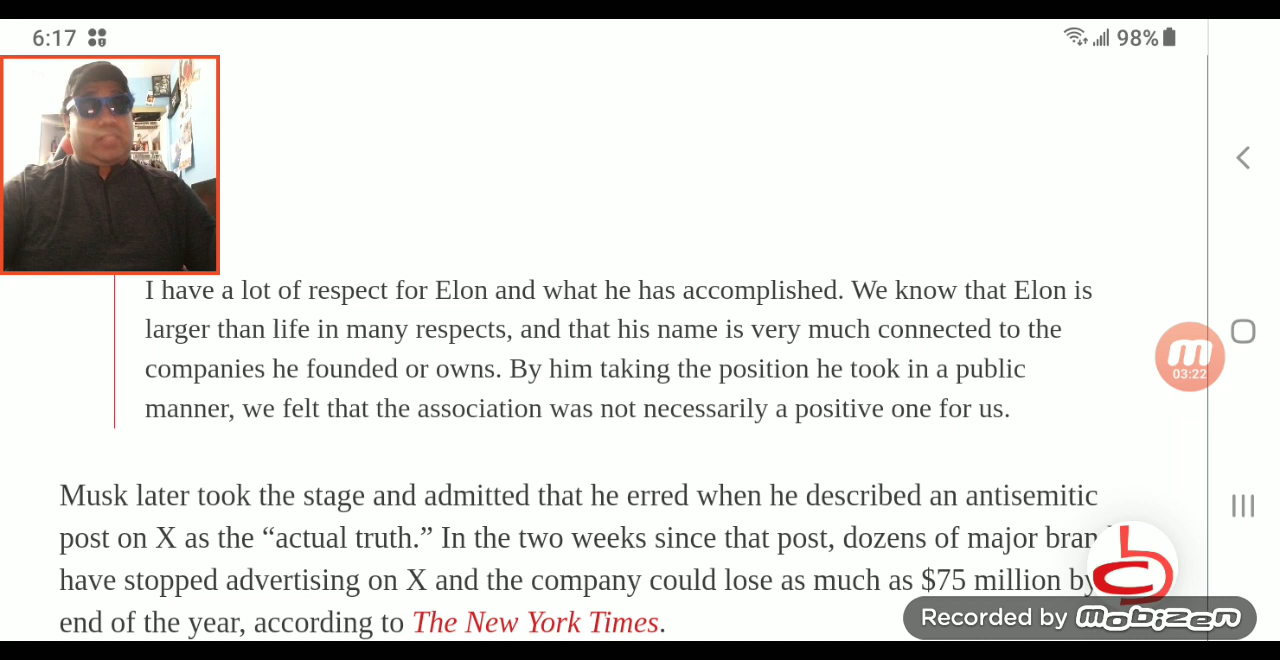 6:17
98%
I have a lot of respect for Elon and what he has accomplished. We know that Elon is
larger than life in many respects, and that his name is very much connected to the
companies he founded or owns. By him taking the position he took in a public
manner, we felt that the association was not necessarily a positive one for us.
03:22
Musk later took the stage and admitted that he erred when he described an antisemitic
post on X as the “actual truth.” In the two weeks since that post, dozens of major
have stopped advertising on X and the company could lose as much as $75 million by
end of the year, according to The New York Times.
Recorded by mobizen